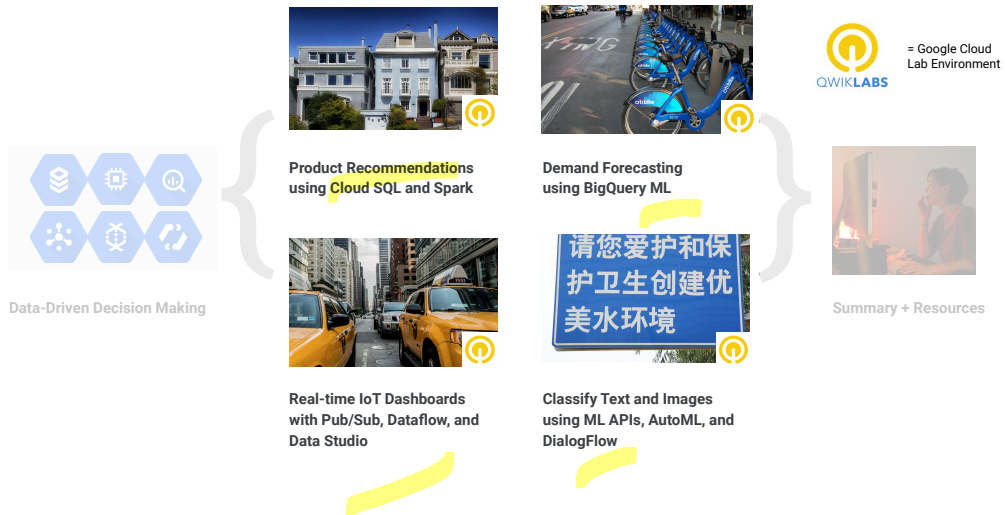 QWIKLABS
= Google Cloud
Lab Environment
citibike
Product Recommendations
using Cloud SQL and Spark
Demand Forecasting
using BigQuery ML
请您爱护和保
护卫生创建优
美水环境
Data-Driven Decision Making
Summary + Resources
Real-time IoT Dashboards
with Pub/Sub, Dataflow, and
Data Studio
Classify Text and Images
using ML APIs, AutoML, and
DialogFlow